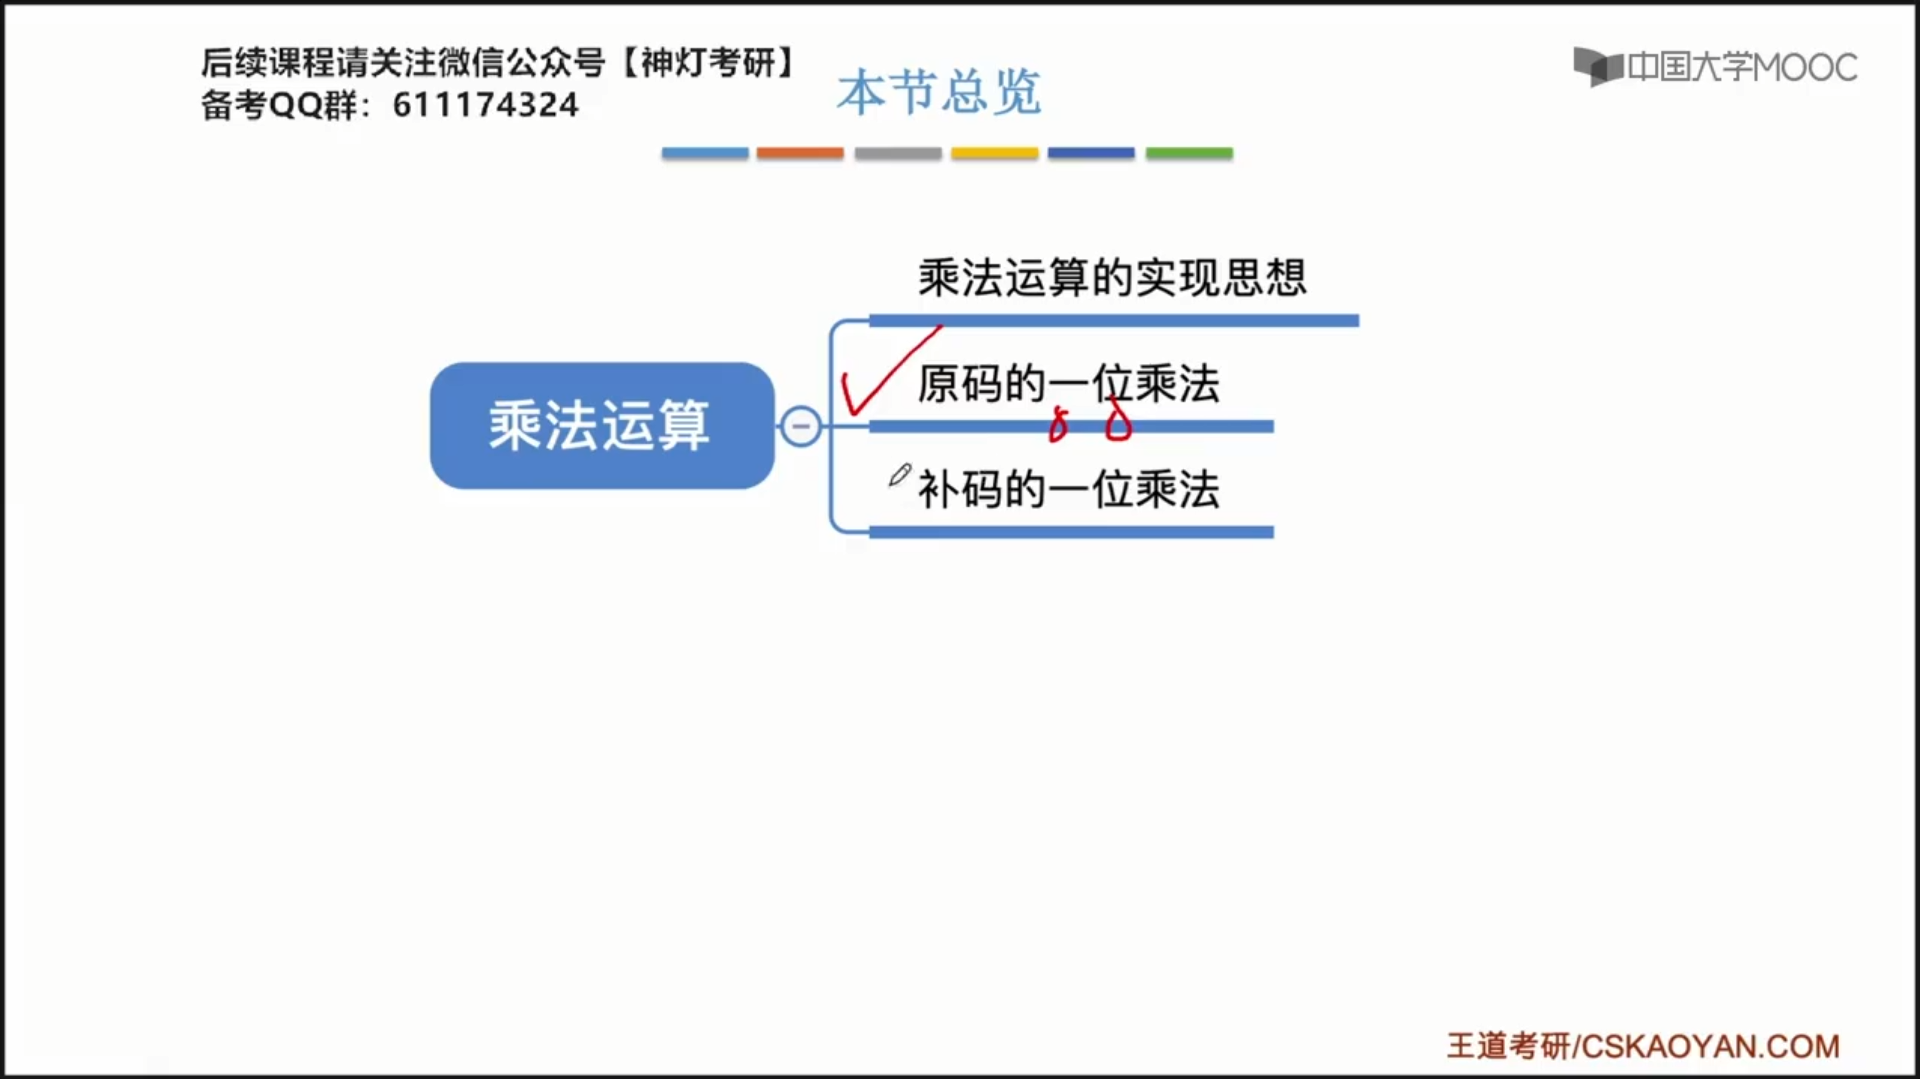 后续课程请关注微信公众号【神灯考研】
备考QQ群：611174324
本节总览
中国大学MOOC
乘法运算的实现思想
原码的一位乘法
乘法运算
补码的一位乘法
王道考研/CSKAOYAN.COM